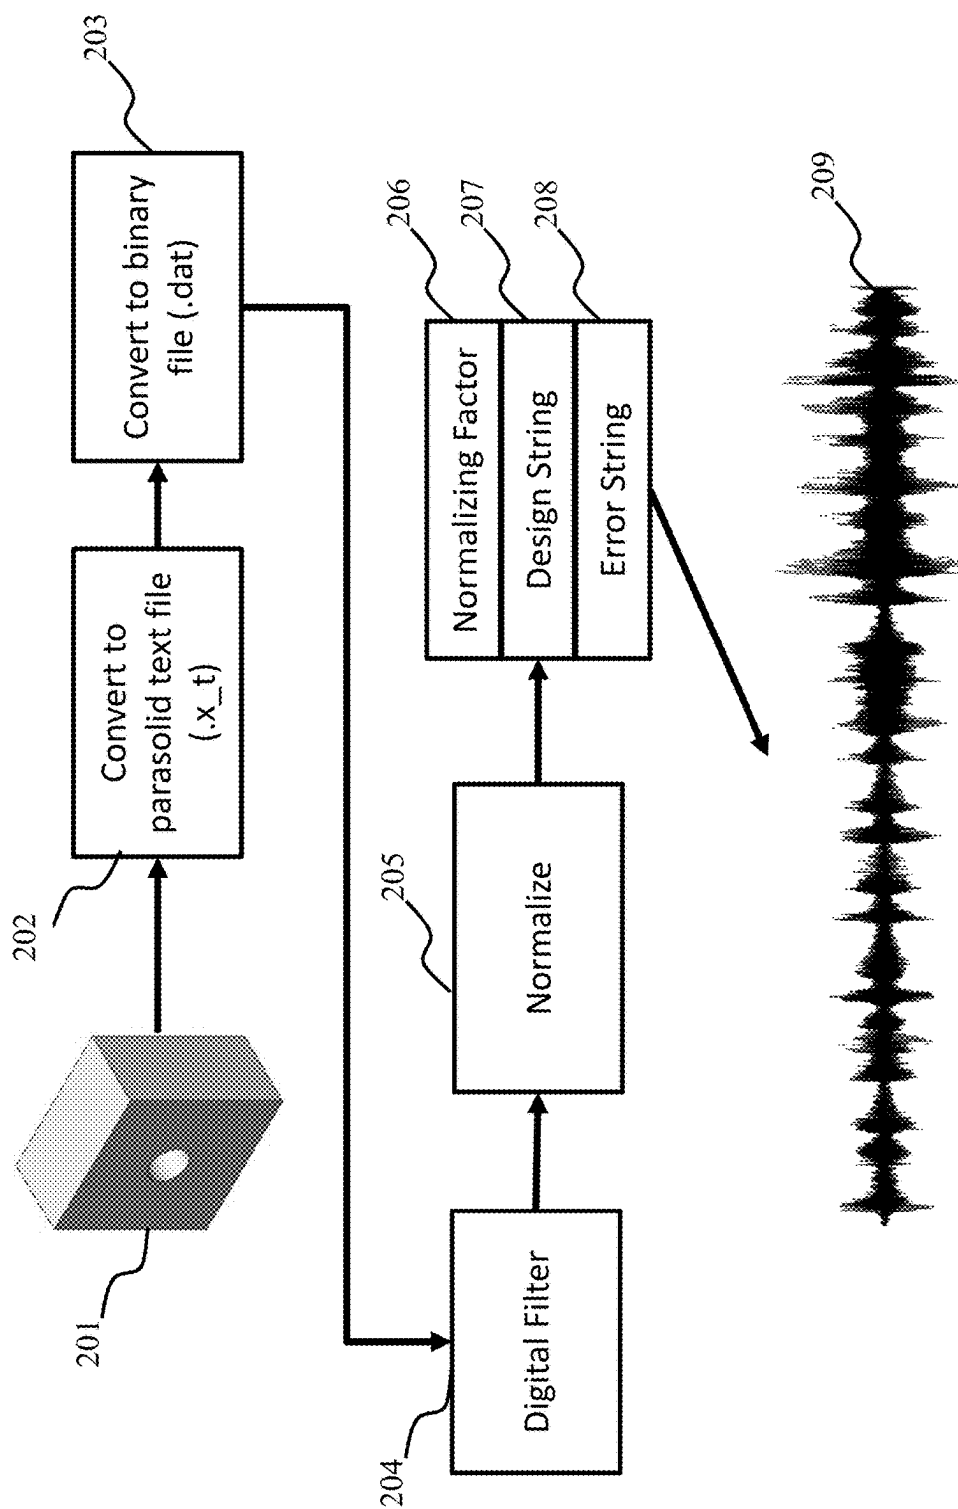 201
202
Convert to
parasolid text file
(.x_t)
203
Convert to binary
file (.dat)
204
Digital Filter
205
Normalize
206
Normalizing Factor
207
Design String
208
Error String
209